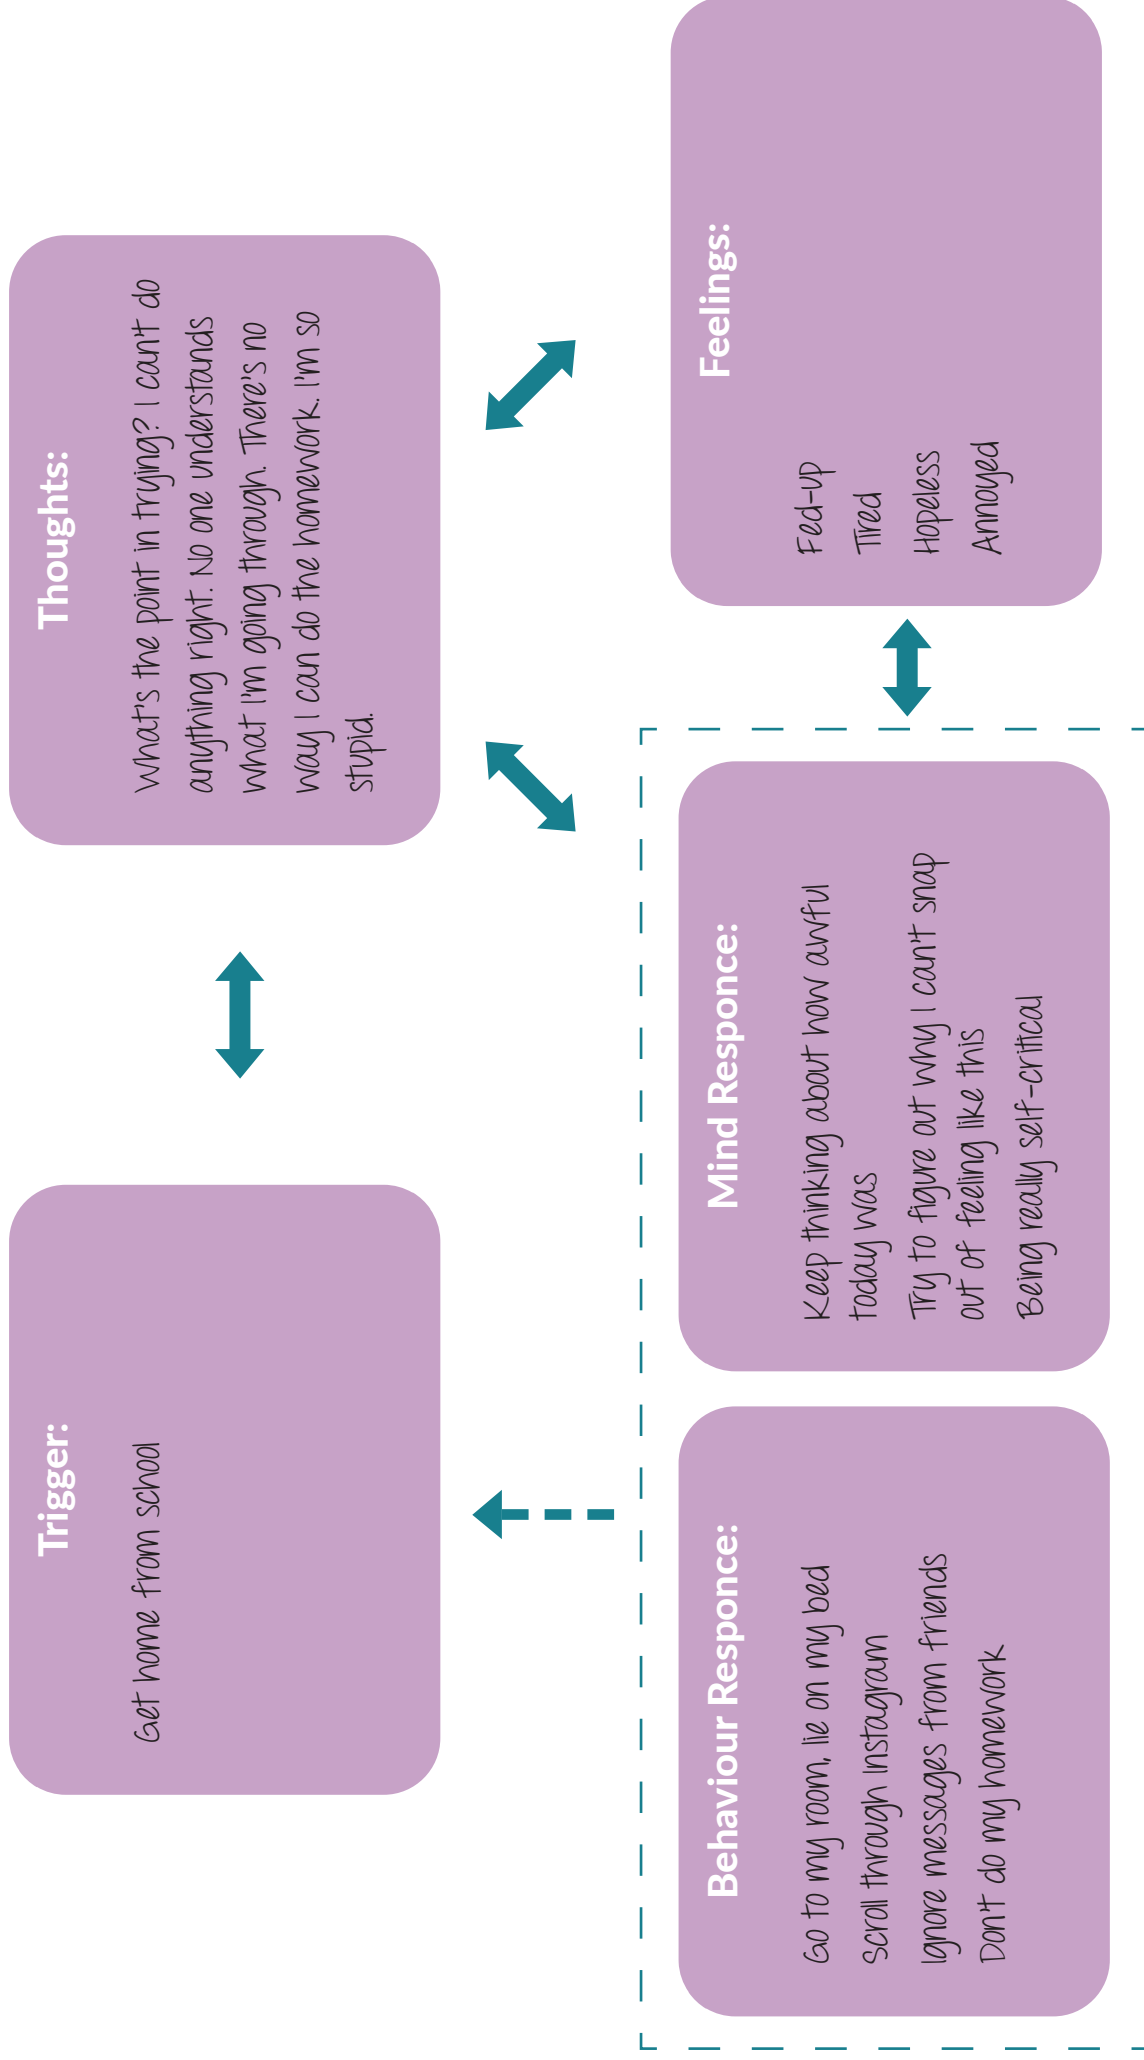 Trigger:
Get home from school
Thoughts:
What's the point in trying? I can't do
anything right. No one understands
what I'm going through. There's no
way I can do the homework. I'm so
stupid.
Behaviour Responce:
Go to my room, lie on my bed
Scroll through Instagram
Ignore messages from friends
Don't do my homework
Mind Responce:
Keep thinking about how awful
today was
Try to figure out why I can't snap
out of feeling like this
Being really self-critical
Feelings:
Fed-up
Tired
Hopeless
Annoyed